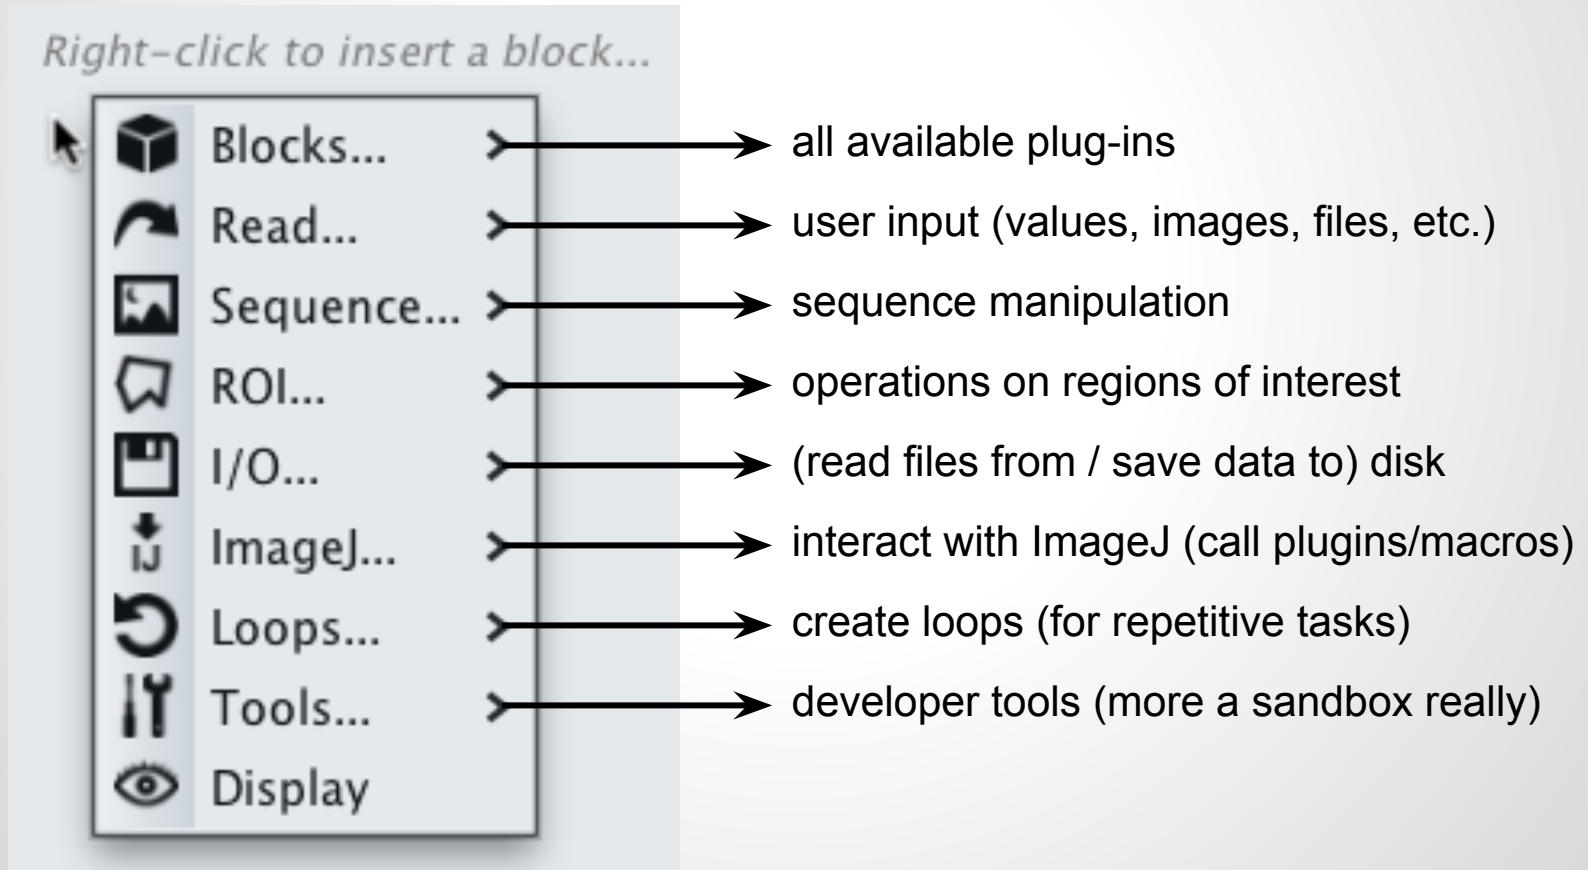 Right-click to insert a block...
Blocks... all available plug-ins
Read... user input (values, images, files, etc.)
Sequence... sequence manipulation
ROI... operations on regions of interest
I/O... (read files from / save data to) disk
IJ ImageJ... interact with ImageJ (call plugins/macros)
Loops... create loops (for repetitive tasks)
Tools... developer tools (more a sandbox really)
Display